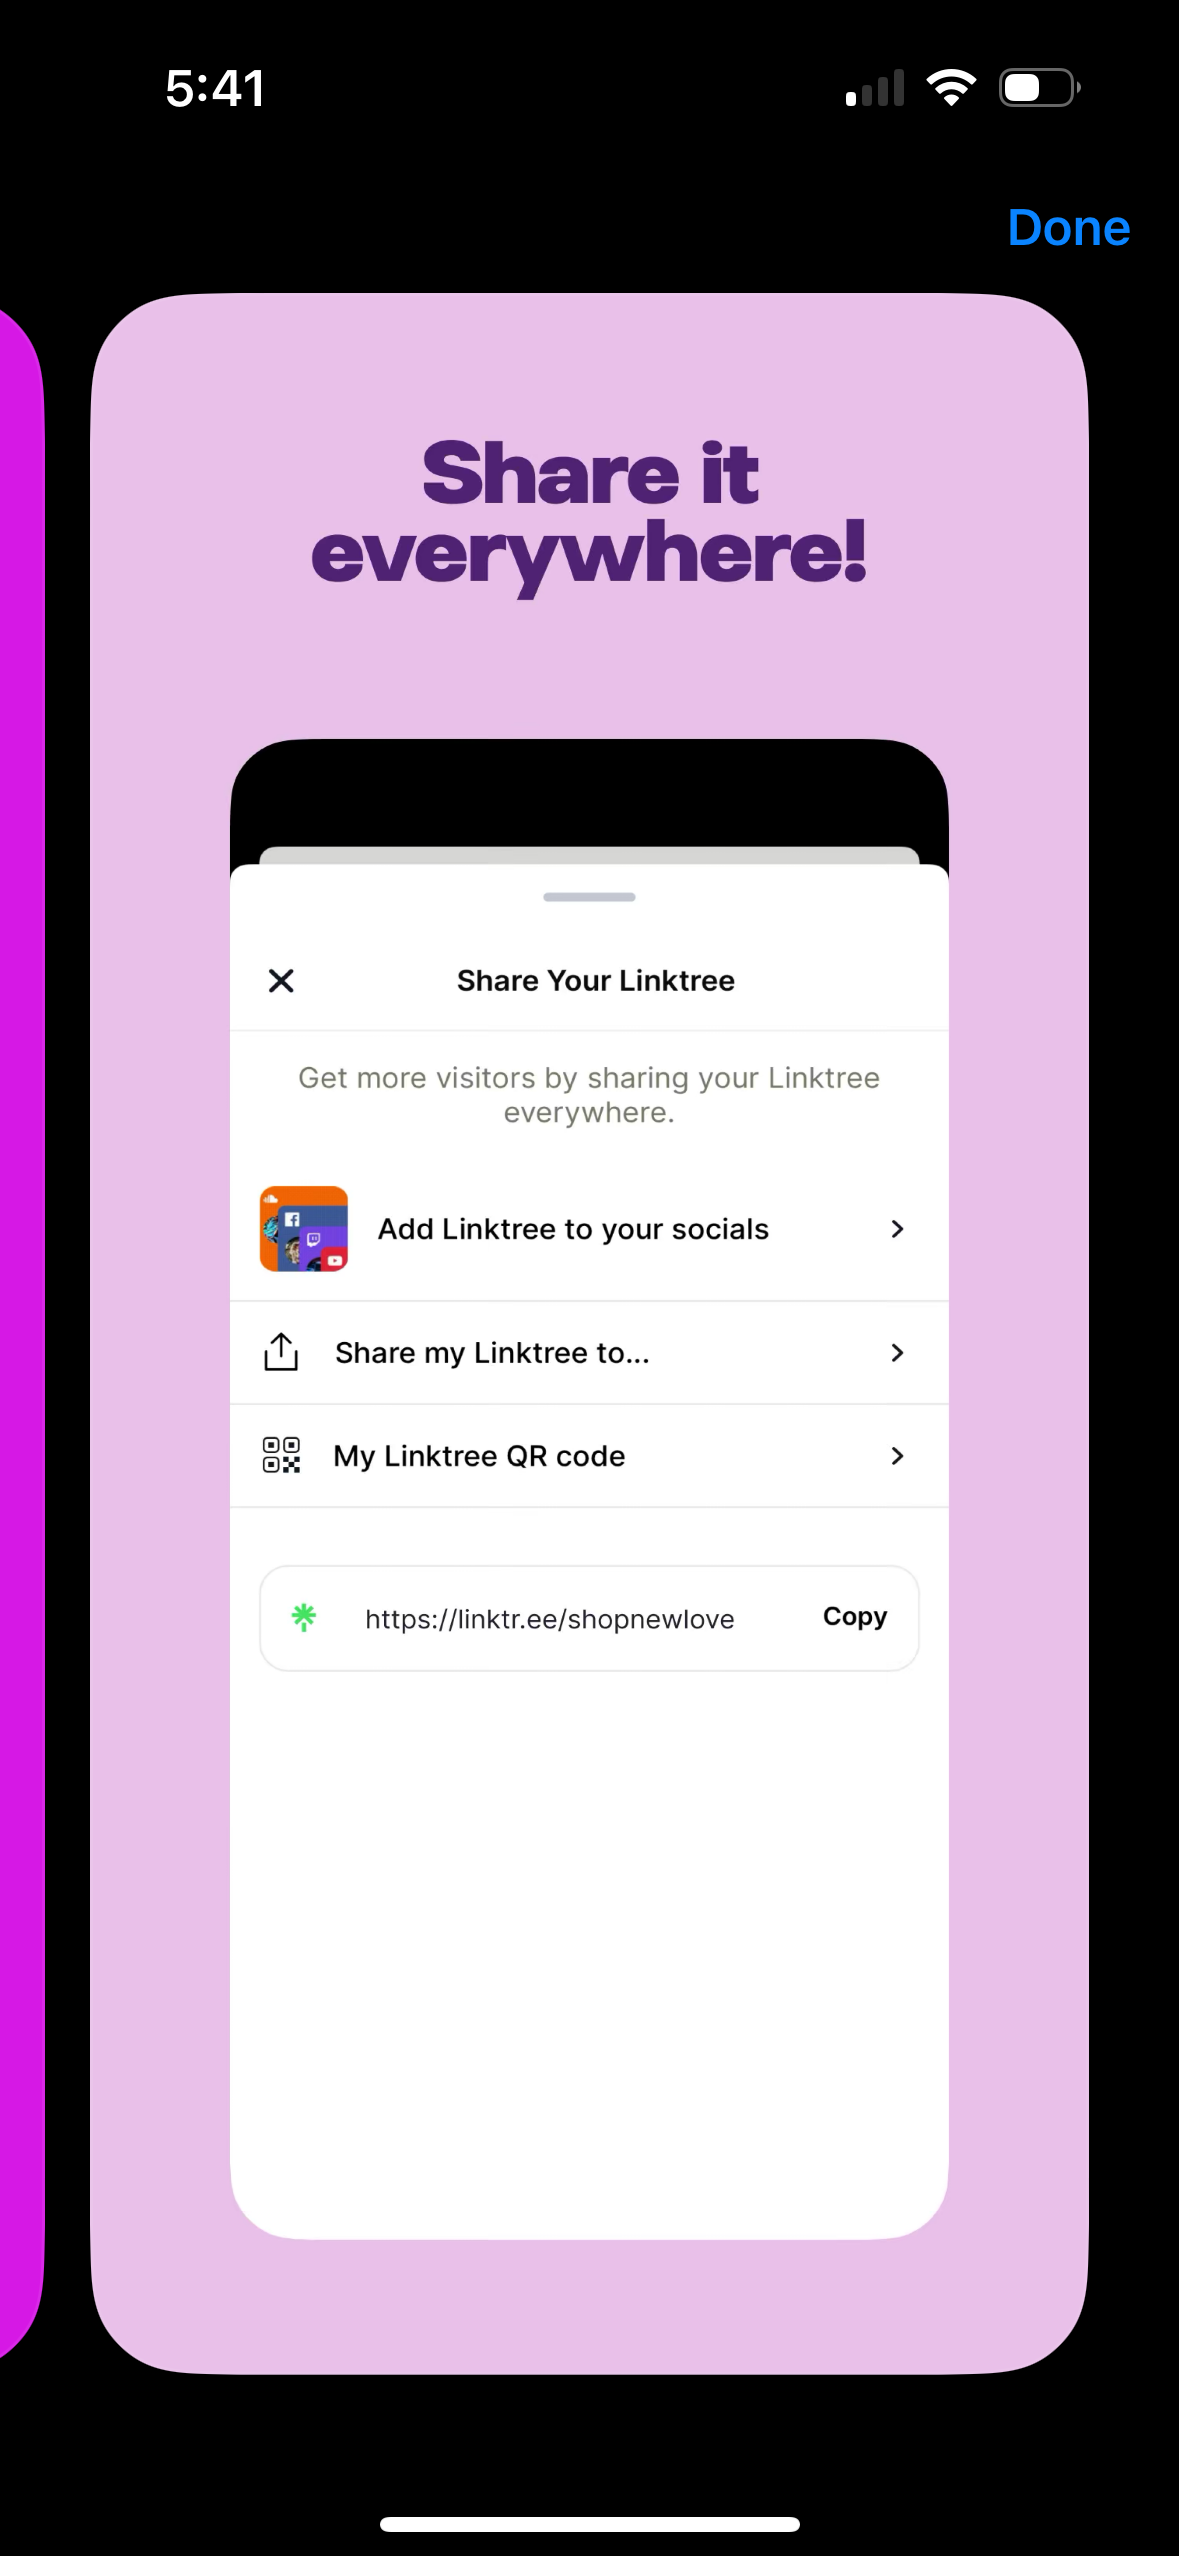 5:41
Done
Share it
everywhere!
Share Your Linktree
Get more visitors by sharing your Linktree
everywhere.
Add Linktree to your socials
Share my Linktree to...
My Linktree QR code
https://linktr.ee/shopnewlove
Copy